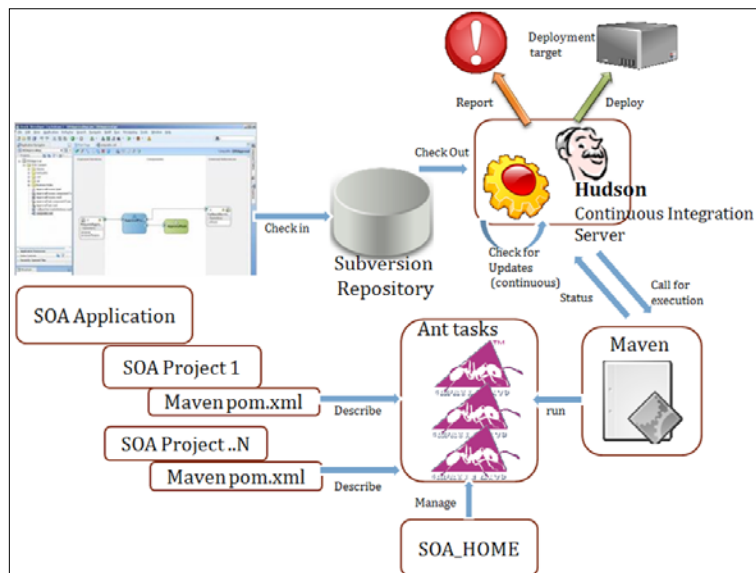 Deployment
target
Report
Deploy
Check Out
Check in
Hudson
Continuous Integration
Server
Subversion
Repository
Check for
Updates
(continuous)
Status
Call for
execution
SOA Application
Ant tasks
Maven
SOA Project 1
Maven pom.xml
Describe
run
SOA Project ..N
Maven pom.xml
Describe
Manage
SOA_HOME